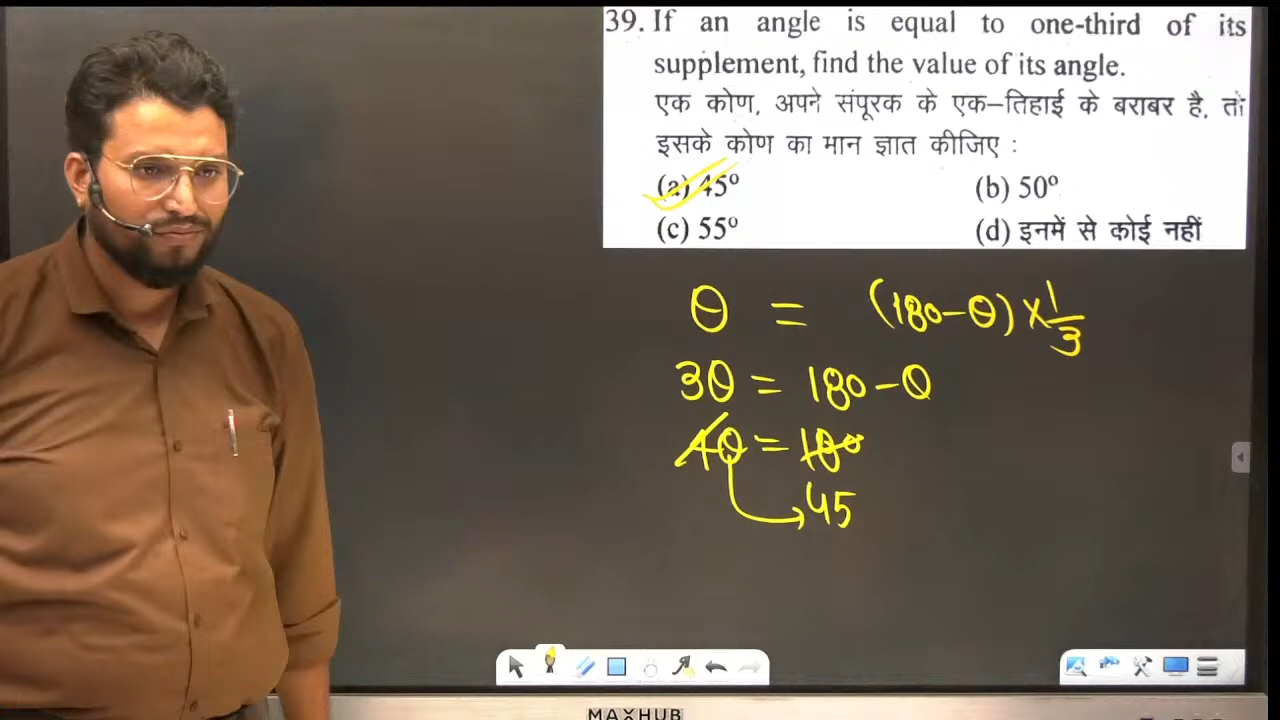 39. If an angle is equal to one-third of its
supplement, find the value of its angle.
एक कोण, अपने संपूरक के एक-तिहाई के बराबर है, तो
इसके कोण का मान ज्ञात कीजिए :
(a) 45° (b) 50°
(c) 55° (d) इनमें से कोई नहीं
θ = (180-θ) × 1/3
3θ = 180 - θ
4θ = 180
45
MAXHUB